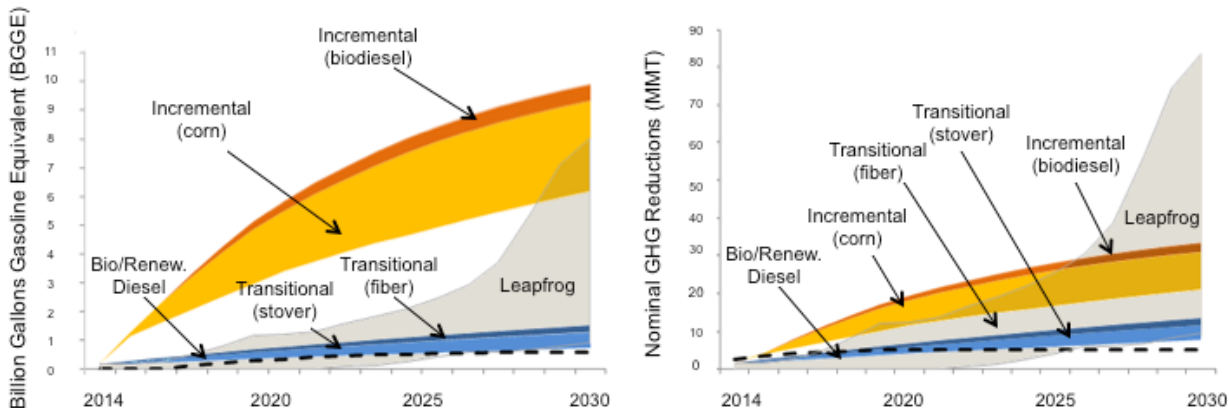 Billion Gallons Gasoline Equivalent (BGGE)
11
10
9
8
7
6
5
4
3
2
1
0
2014
2020
2025
2030
Incremental
(biodiesel)
Incremental
(corn)
Bio/Renew.
Diesel
Transitional
(stover)
Transitional
(fiber)
Leapfrog
Nominal GHG Reductions (MMT)
90
80
70
60
50
40
30
20
10
0
2014
2020
2025
2030
Transitional
(stover)
Transitional
(fiber)
Incremental
(biodiesel)
Incremental
(corn)
Leapfrog
Bio/Renew.
Diesel